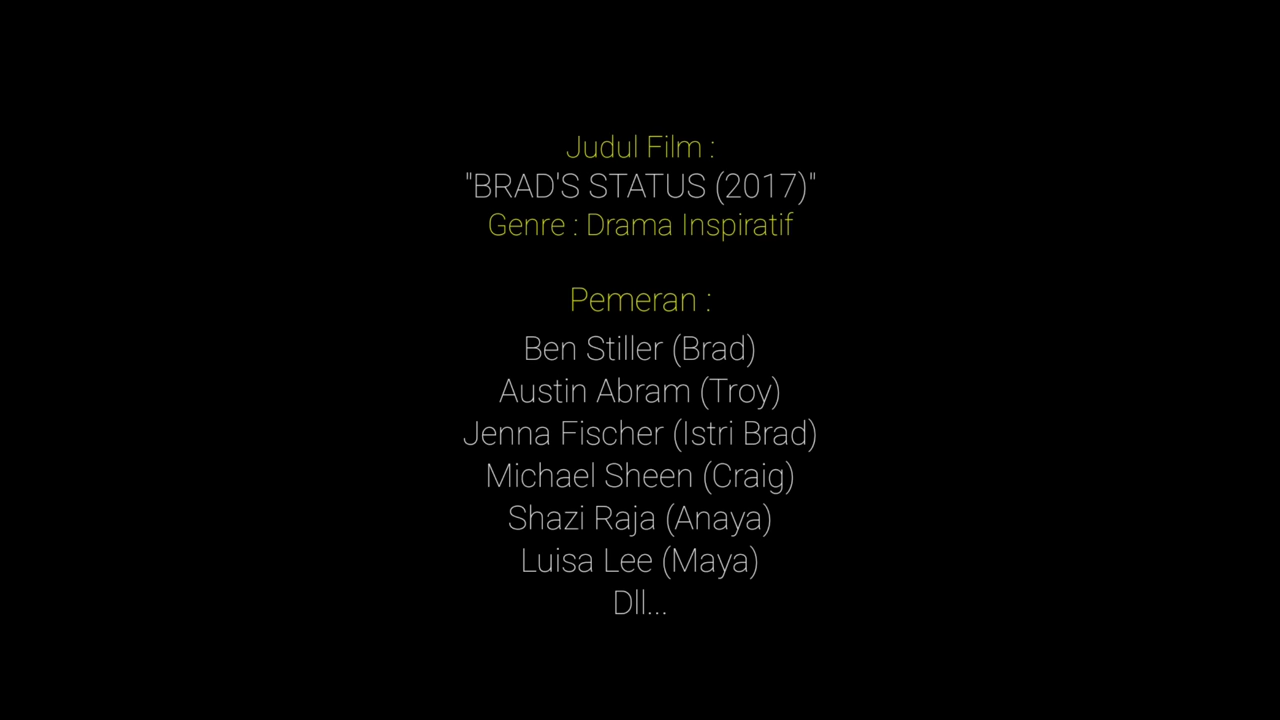 Judul Film :
"BRAD'S STATUS (2017)"
Genre : Drama Inspiratif
Pemeran :
Ben Stiller (Brad)
Austin Abram (Troy)
Jenna Fischer (Istri Brad)
Michael Sheen (Craig)
Shazi Raja (Anaya)
Luisa Lee (Maya)
Dll...